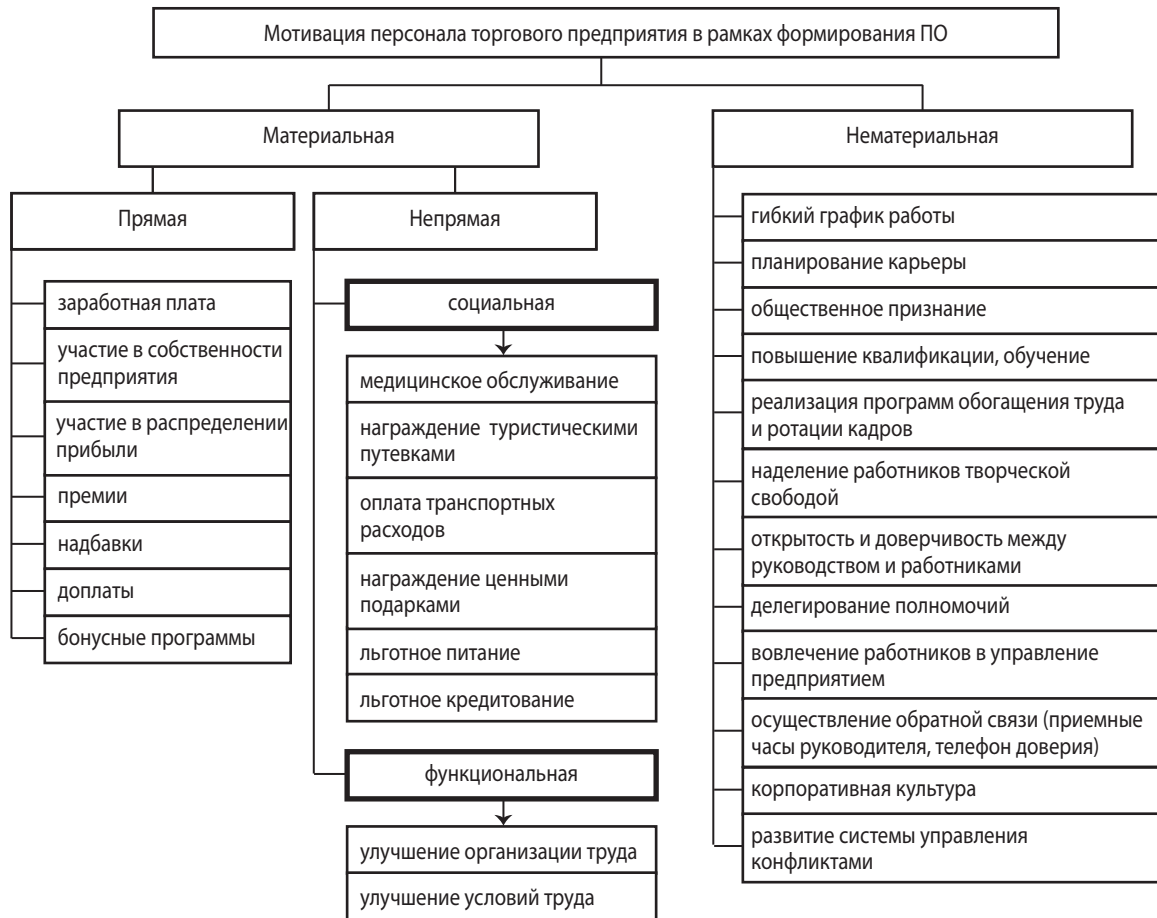 Мотивация персонала торгового предприятия в рамках формирования ПО
Материальная
Нематериальная
Прямая
Непрямая
заработная плата
участие в собственности
предприятия
участие в распределении
прибыли
премии
надбавки
доплаты
бонусные программы
социальная
медицинское обслуживание
награждение туристическими
путевками
оплата транспортных
расходов
награждение ценными
подарками
льготное питание
льготное кредитование
функциональная
улучшение организации труда
улучшение условий труда
гибкий график работы
планирование карьеры
общественное признание
повышение квалификации, обучение
реализация программ обогащения труда
и ротации кадров
наделение работников творческой
свободой
открытость и доверчивость между
руководством и работниками
делегирование полномочий
вовлечение работников в управление
предприятием
осуществление обратной связи (приемные
часы руководителя, телефон доверия)
корпоративная культура
развитие системы управления
конфликтами